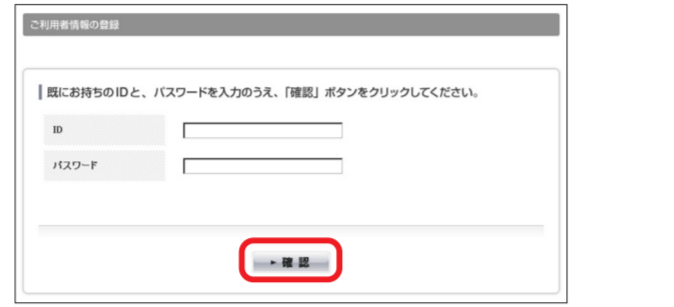 ご利用者情報の登録
既にお持ちのIDと、パスワードを入力のうえ、「確認」ボタンをクリックしてください。
ID
パスワード
確認